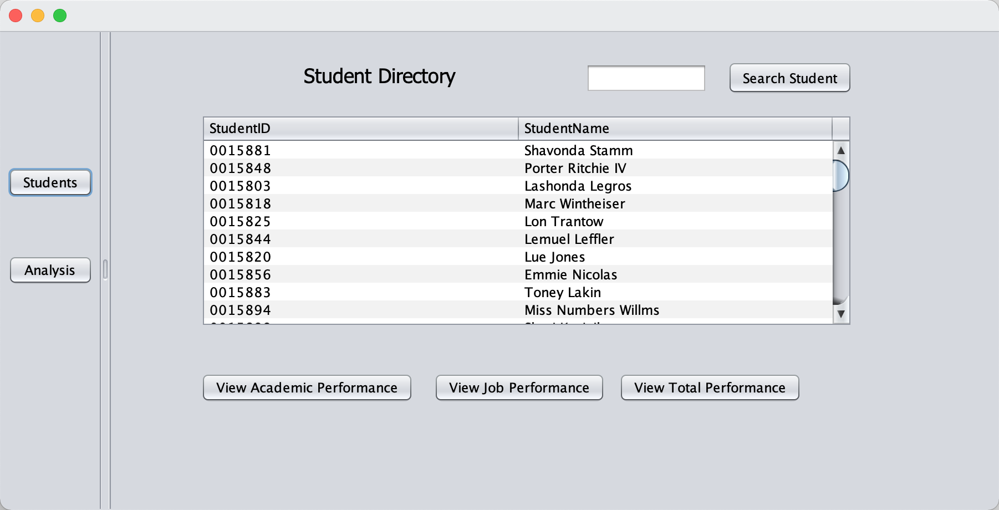 Student Directory
Search Student
StudentID StudentName
0015881 Shavonda Stamm
0015848 Porter Ritchie IV
0015803 Lashonda Legros
0015818 Marc Wintheiser
0015825 Lon Trantow
0015844 Lemuel Leffler
0015820 Lue Jones
0015856 Emmie Nicolas
0015883 Toney Lakin
0015894 Miss Numbers Willms
Students
Analysis
View Academic Performance
View Job Performance
View Total Performance